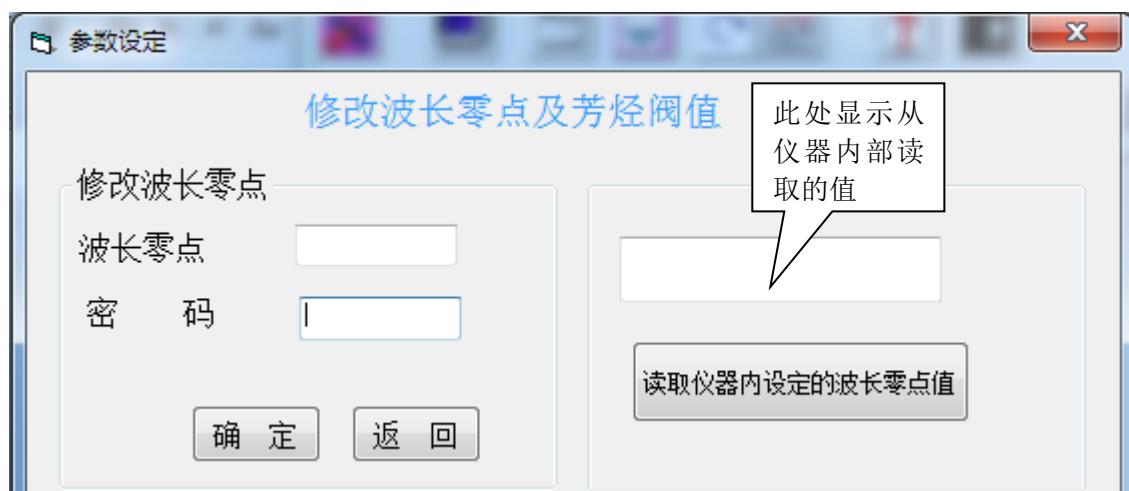 参数设定
修改波长零点及芳烃阀值
此处显示从
仪器内部读
取的值
修改波长零点
波长零点
密 码
确 定
返 回
读取仪器内设定的波长零点值